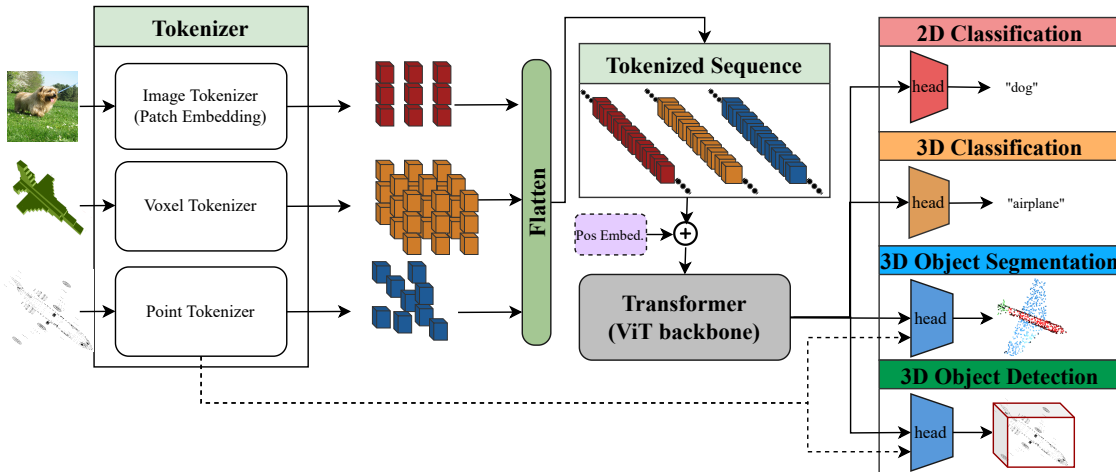 Tokenizer
Image Tokenizer
(Patch Embedding)
Voxel Tokenizer
Point Tokenizer
Flatten
Tokenized Sequence
Pos Embed.
Transformer
(ViT backbone)
2D Classification
head
"dog"
3D Classification
head
"airplane"
3D Object Segmentation
head
3D Object Detection
head